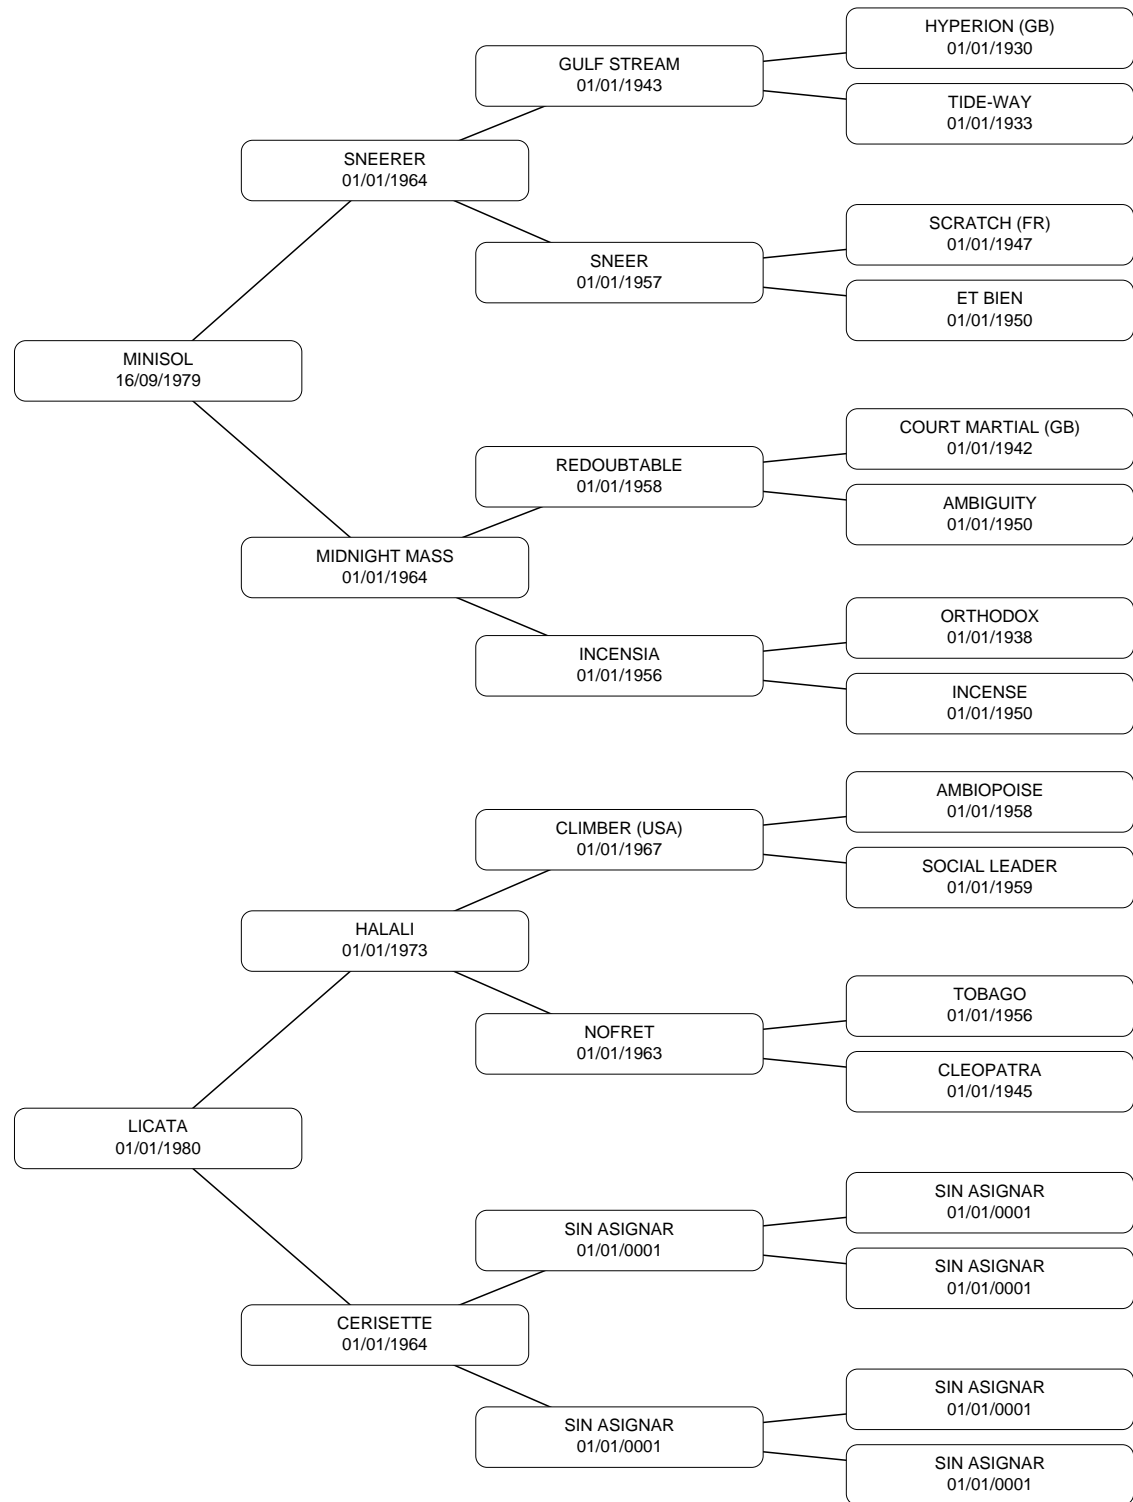 HYPERION (GB)
01/01/1930
GULF STREAM
01/01/1943
TIDE-WAY
01/01/1933
SNEERER
01/01/1964
SCRATCH (FR)
01/01/1947
SNEER
01/01/1957
ET BIEN
01/01/1950
MINISOL
16/09/1979
COURT MARTIAL (GB)
01/01/1942
REDOUBTABLE
01/01/1958
AMBIGUITY
01/01/1950
MIDNIGHT MASS
01/01/1964
ORTHODOX
01/01/1938
INCENSIA
01/01/1956
INCENSE
01/01/1950
AMBIOPOISE
01/01/1958
CLIMBER (USA)
01/01/1967
SOCIAL LEADER
01/01/1959
HALALI
01/01/1973
TOBAGO
01/01/1956
NOFRET
01/01/1963
CLEOPATRA
01/01/1945
LICATA
01/01/1980
SIN ASIGNAR
01/01/0001
SIN ASIGNAR
01/01/0001
SIN ASIGNAR
01/01/0001
CERISETTE
01/01/1964
SIN ASIGNAR
01/01/0001
SIN ASIGNAR
01/01/0001
SIN ASIGNAR
01/01/0001